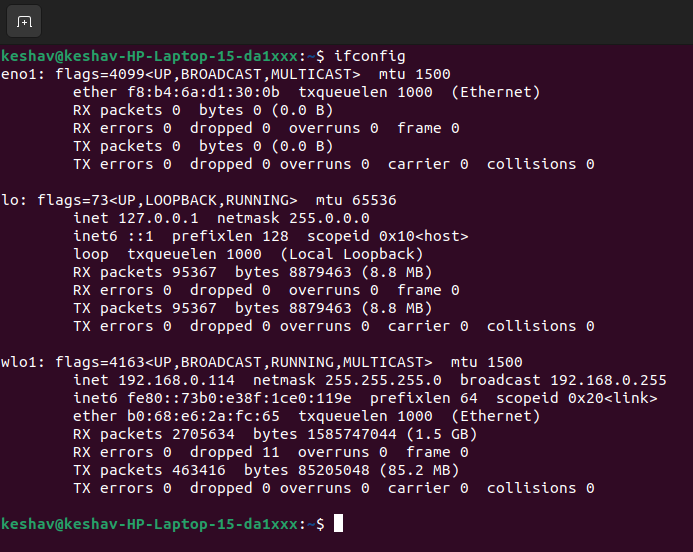 keshav@keshav-HP-Laptop-15-da1xxx:~$ ifconfig
eno1: flags=4099<UP,BROADCAST,MULTICAST>  mtu 1500
        ether f8:b4:6a:d1:30:0b  txqueuelen 1000  (Ethernet)
        RX packets 0  bytes 0 (0.0 B)
        RX errors 0  dropped 0  overruns 0  frame 0
        TX packets 0  bytes 0 (0.0 B)
        TX errors 0  dropped 0 overruns 0  carrier 0  collisions 0

lo: flags=73<UP,LOOPBACK,RUNNING>  mtu 65536
        inet 127.0.0.1  netmask 255.0.0.0
        inet6 ::1  prefixlen 128  scopeid 0x10<host>
        loop  txqueuelen 1000  (Local Loopback)
        RX packets 95367  bytes 8879463 (8.8 MB)
        RX errors 0  dropped 0  overruns 0  frame 0
        TX packets 95367  bytes 8879463 (8.8 MB)
        TX errors 0  dropped 0 overruns 0  carrier 0  collisions 0

wlo1: flags=4163<UP,BROADCAST,RUNNING,MULTICAST>  mtu 1500
        inet 192.168.0.114  netmask 255.255.255.0  broadcast 192.168.0.255
        inet6 fe80::73b0:e38f:1ce0:119e  prefixlen 64  scopeid 0x20<link>
        ether b0:68:e6:2a:fc:65  txqueuelen 1000  (Ethernet)
        RX packets 2705634  bytes 1585747044 (1.5 GB)
        RX errors 0  dropped 11  overruns 0  frame 0
        TX packets 463416  bytes 85205048 (85.2 MB)
        TX errors 0  dropped 0 overruns 0  carrier 0  collisions 0

keshav@keshav-HP-Laptop-15-da1xxx:~$